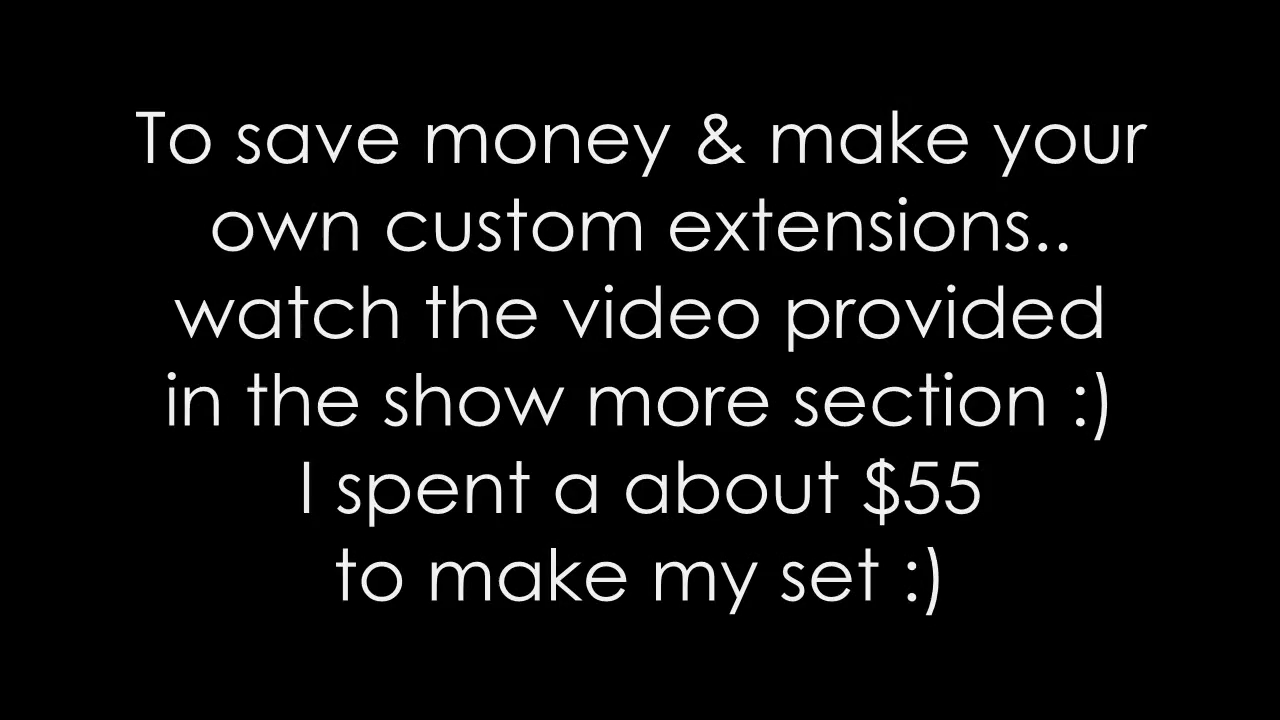 To save money & make your
own custom extensions..
watch the video provided
in the show more section :)
I spent a about $55
to make my set :)